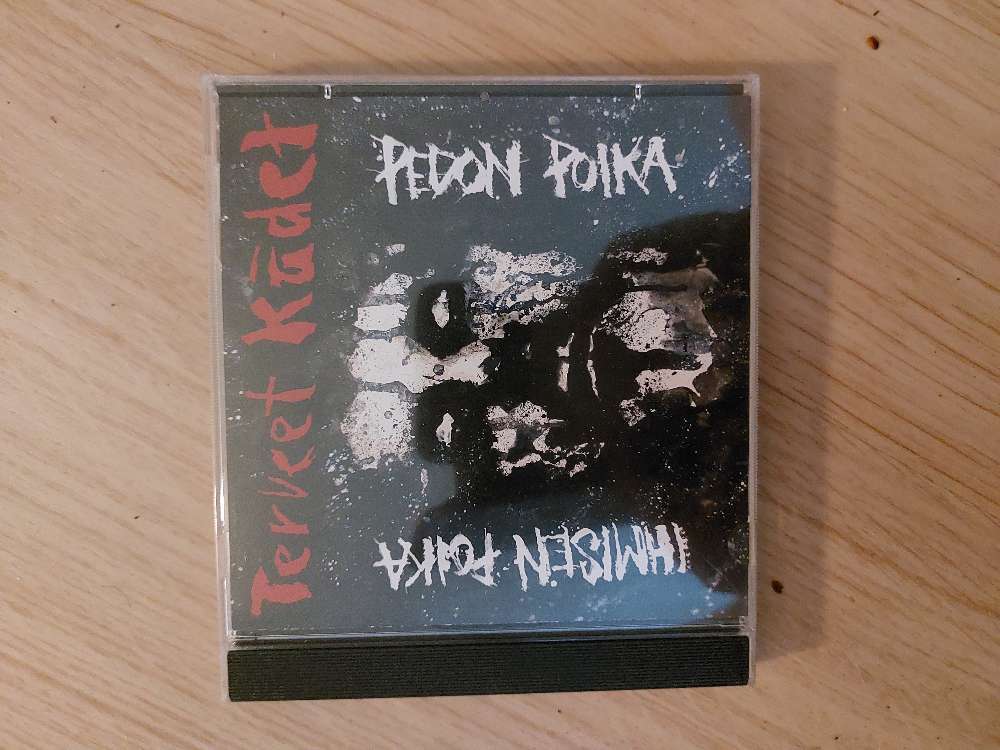 Terveet Kädet
PEDON POIKA
IHMISEN POIKA